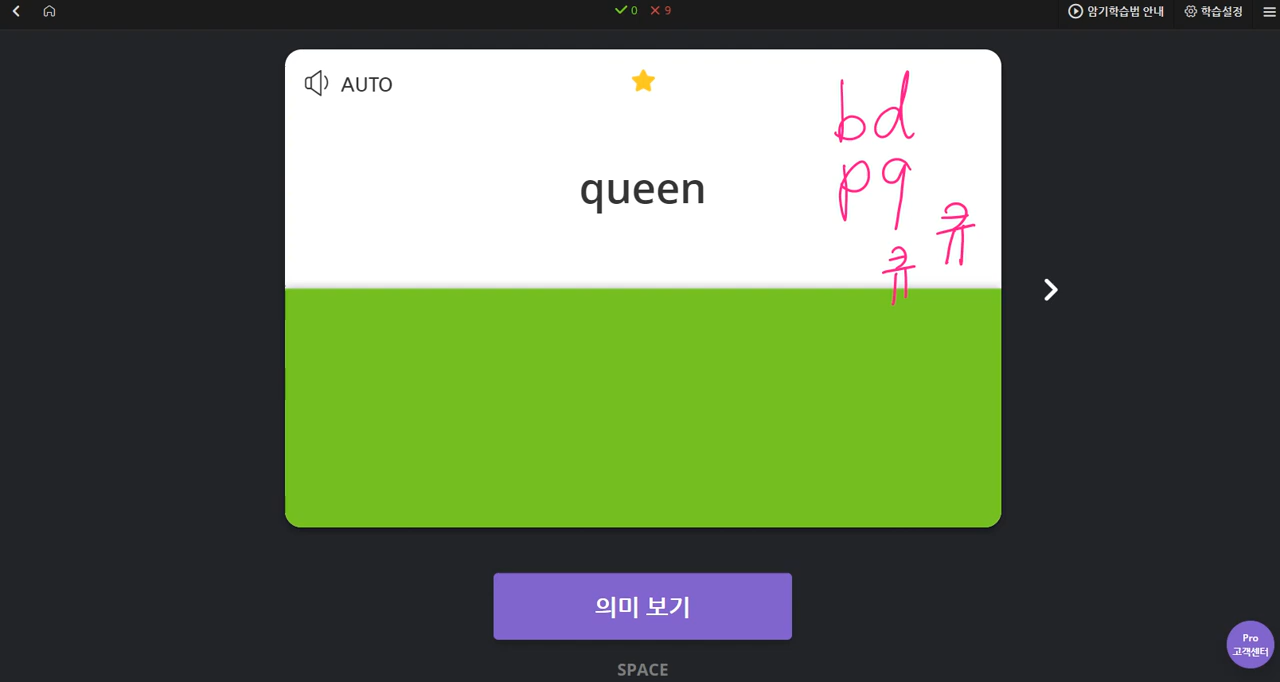 0 9 암기학습법 안내 학습설정
AUTO
bd
queen
pq
큐
큐
의미 보기
SPACE
Pro
고객센터